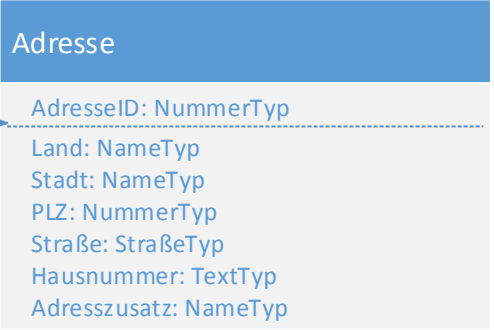 Adresse
AdresseID: NummerTyp
Land: NameTyp
Stadt: NameTyp
PLZ: NummerTyp
Straße: StraßeTyp
Hausnummer: TextTyp
Adresszusatz: NameTyp